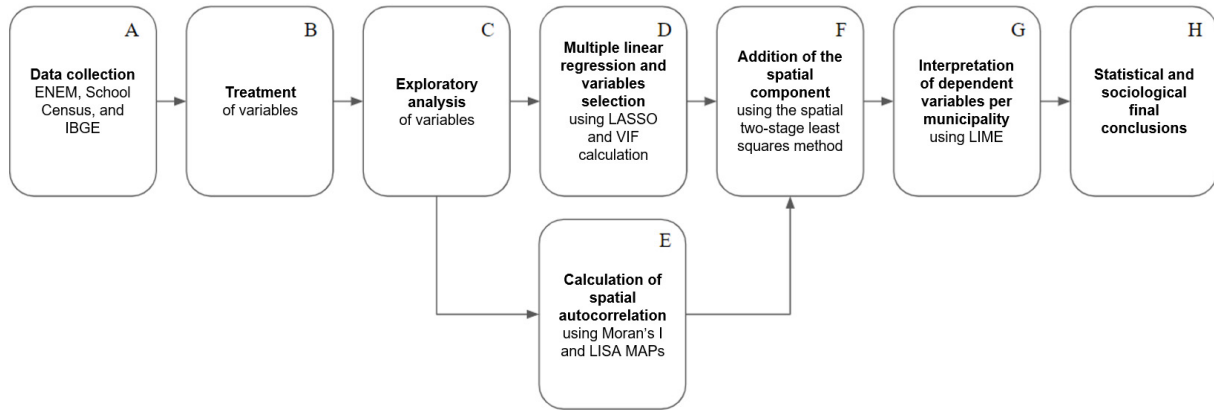 A
Data collection
ENEM, School
Census, and
IBGE
B
Treatment
of variables
C
Exploratory
analysis
of variables
D
Multiple linear
regression and
variables
selection
using LASSO
and VIF
calculation
F
Addition of the
spatial
component
using the spatial
two-stage least
squares method
G
Interpretation
of dependent
variables per
municipality
using LIME
H
Statistical and
sociological
final
conclusions
E
Calculation of
spatial
autocorrelation
using Moran's I
and LISA MAPs